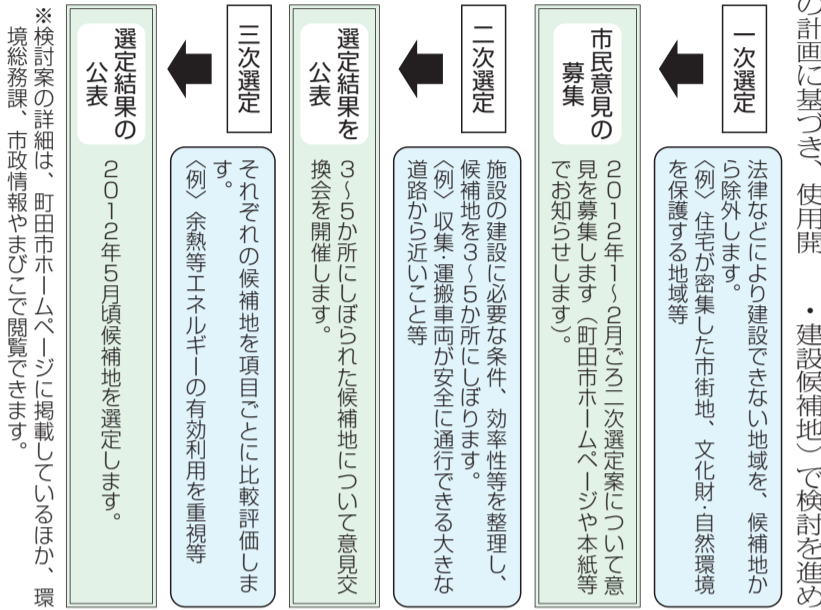 の計画に基づき、使用開
・建設候補地）で検討を進め
一次選定
法律などにより建設できない地域を、候補地か
ら除外します。
〈例〉住宅が密集した市街地、文化財・自然環境
を保護する地域等
市民意見の
募集
２０１２年１～２月ごろ二次選定案について意
見を募集します（町田市ホームページや本紙等
でお知らせします）。
二次選定
施設の建設に必要な条件、効率性等を整理し、
候補地を３～５か所にしぼります。
〈例〉収集・運搬車両が安全に通行できる大きな
道路から近いこと等
選定結果を
公表
３～５か所にしぼられた候補地について意見交
換会を開催します。
三次選定
それぞれの候補地を項目ごとに比較評価しま
す。
〈例〉余熱等エネルギーの有効利用を重視等
選定結果の
公表
２０１２年５月頃候補地を選定します。
※検討案の詳細は、町田市ホームページに掲載しているほか、環
境総務課、市政情報やまびこで閲覧できます。